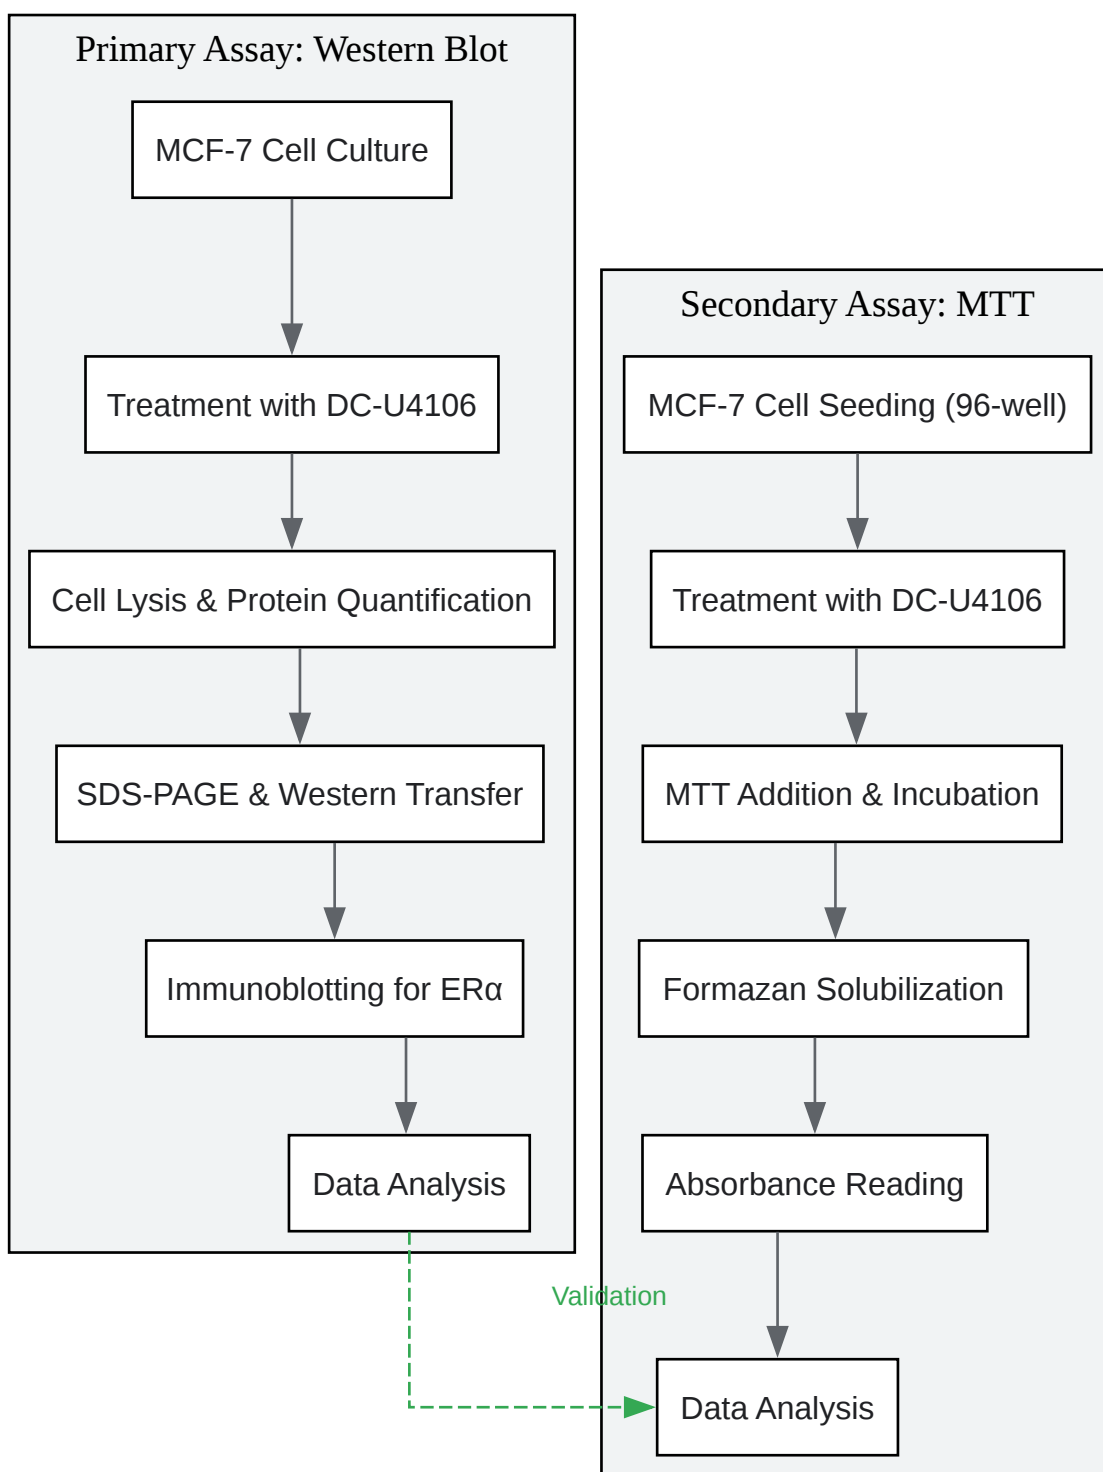 Primary Assay: Western Blot
MCF-7 Cell Culture
Treatment with DC-U4106
Cell Lysis & Protein Quantification
SDS-PAGE & Western Transfer
Immunoblotting for ERα
Data Analysis
Validation
Secondary Assay: MTT
MCF-7 Cell Seeding (96-well)
Treatment with DC-U4106
MTT Addition & Incubation
Formazan Solubilization
Absorbance Reading
Data Analysis